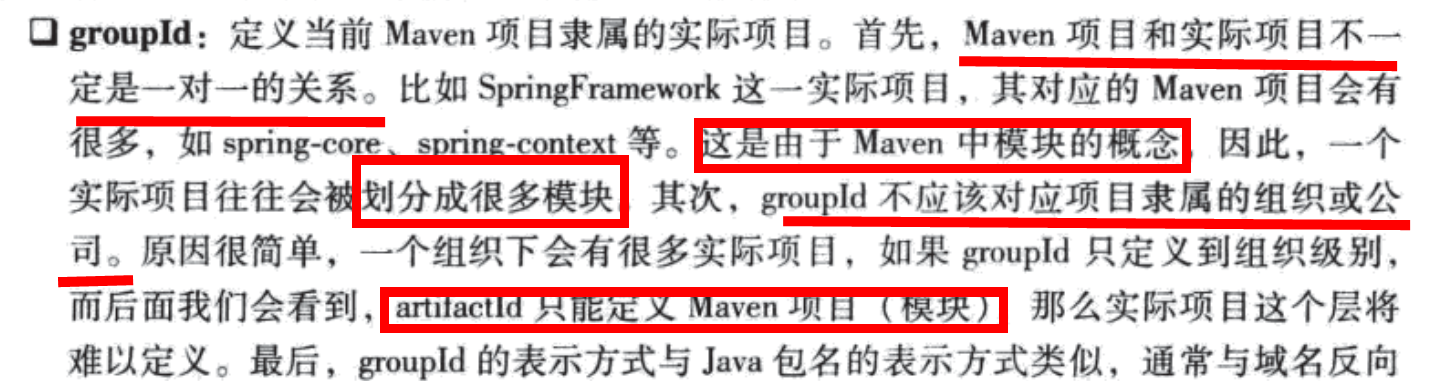 ❑ groupId：定义当前 Maven 项目隶属的实际项目。首先，Maven 项目和实际项目不一
定是一对一的关系。比如 SpringFramework 这一实际项目，其对应的 Maven 项目会有
很多，如 spring-core、spring-context 等。这是由于 Maven 中模块的概念，因此，一个
实际项目往往会被划分成很多模块。其次，groupId 不应该对应项目隶属的组织或公
司。原因很简单，一个组织下会有很多实际项目，如果 groupId 只定义到组织级别，
而后面我们会看到，artifactId 只能定义 Maven 项目（模块） 那么实际项目这个层将
难以定义。最后，groupId 的表示方式与 Java 包名的表示方式类似，通常与域名反向